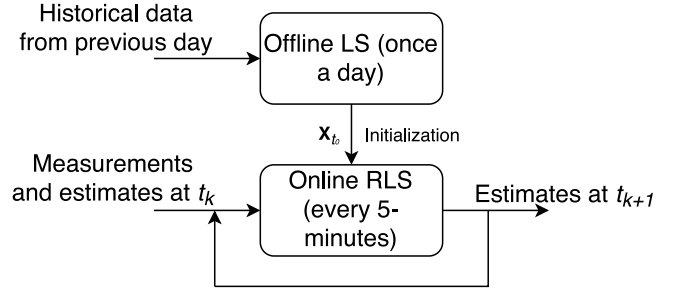 Historical data
from previous day
Offline LS (once
a day)
X_{t_0} Initialization
Measurements
and estimates at t_k
Online RLS
(every 5-
minutes)
Estimates at t_{k+1}